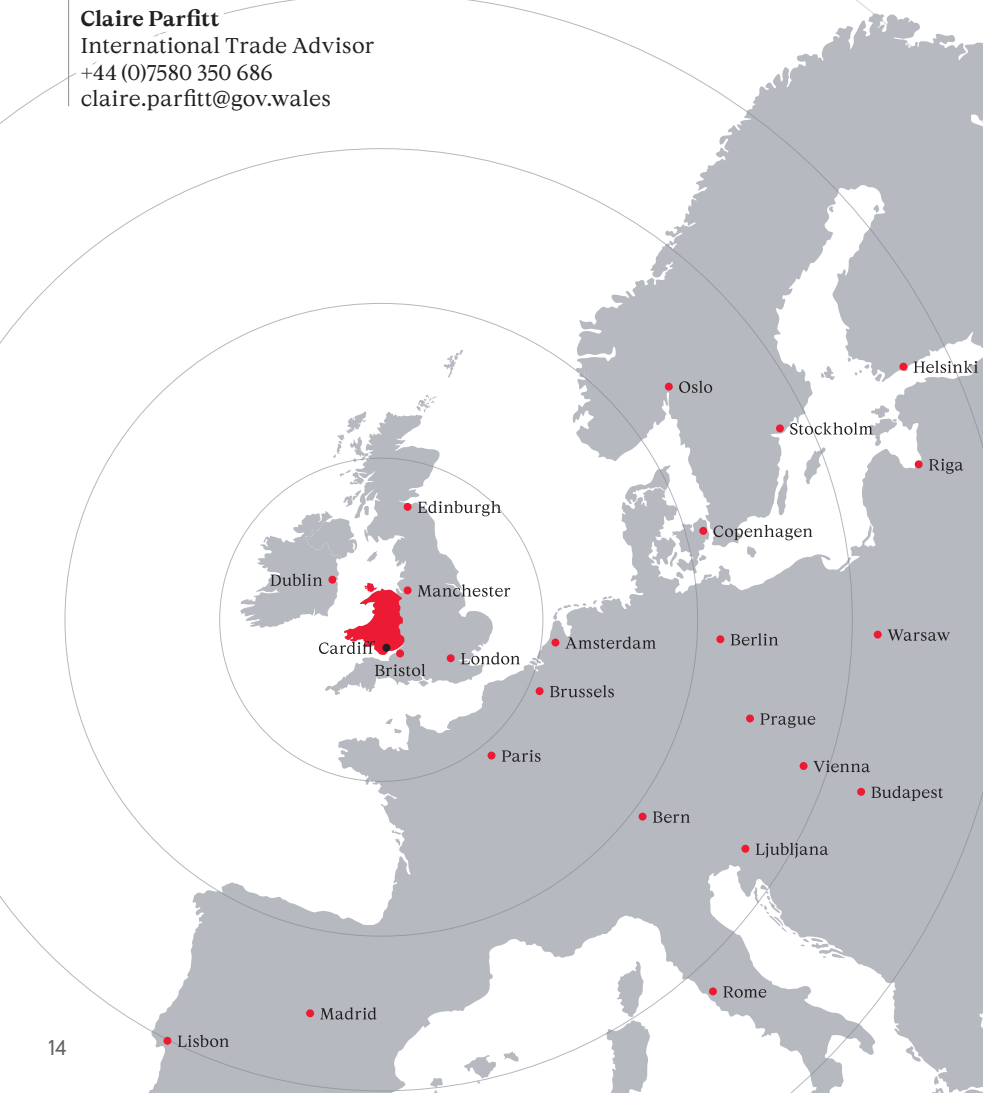 Claire Parfitt
International Trade Advisor
+44 (0)7580 350 686
claire.parfitt@gov.wales
Helsinki
Oslo
Stockholm
Riga
Edinburgh
Copenhagen
Dublin
Manchester
Warsaw
Berlin
Amsterdam
Cardiff
London
Bristol
Brussels
Prague
Paris
Vienna
Budapest
Bern
Ljubljana
Rome
Madrid
Lisbon
14